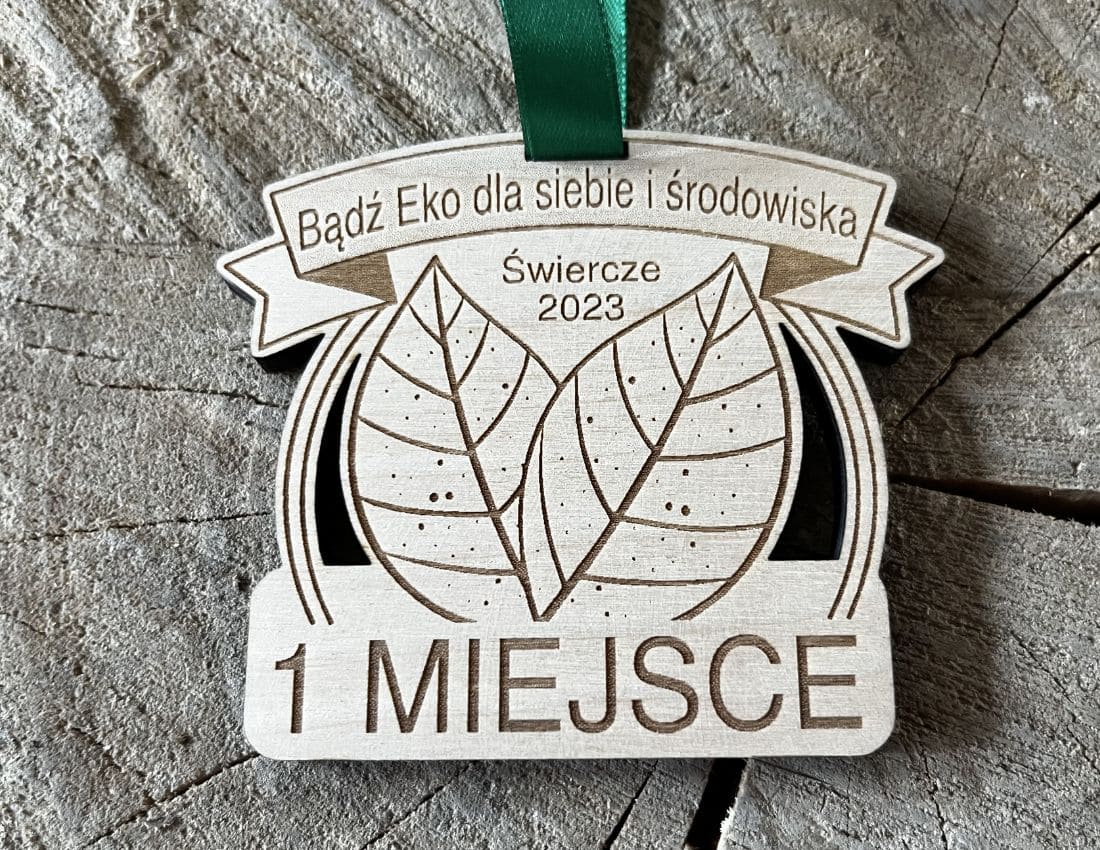 Bądź Eko dla siebie i środowiska
Świercze
2023
1 MIEJSCE